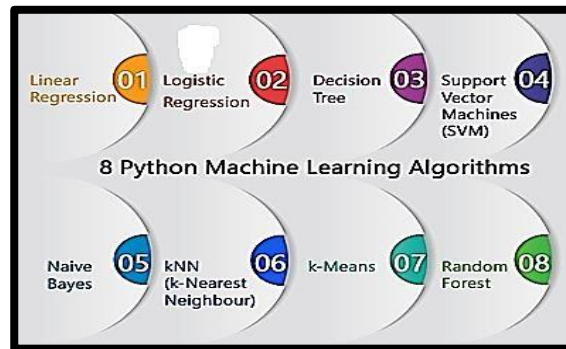 Linear
Regression
01
Logistic
Regression
02
Decision
Tree
03
Support
Vector
Machines
(SVM)
04
8 Python Machine Learning Algorithms
Naive
Bayes
05
kNN
(k-Nearest
Neighbour)
06
k-Means
07
Random
Forest
08